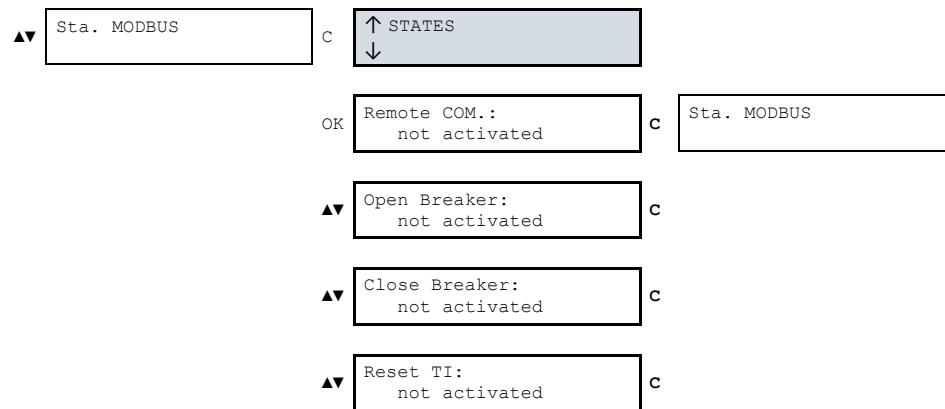 ▲▼ Sta. MODBUS C ↑ STATES
↓
OK Remote COM.: C Sta. MODBUS
not activated
▲▼ Open Breaker: C
not activated
▲▼ Close Breaker: C
not activated
▲▼ Reset TI: C
not activated